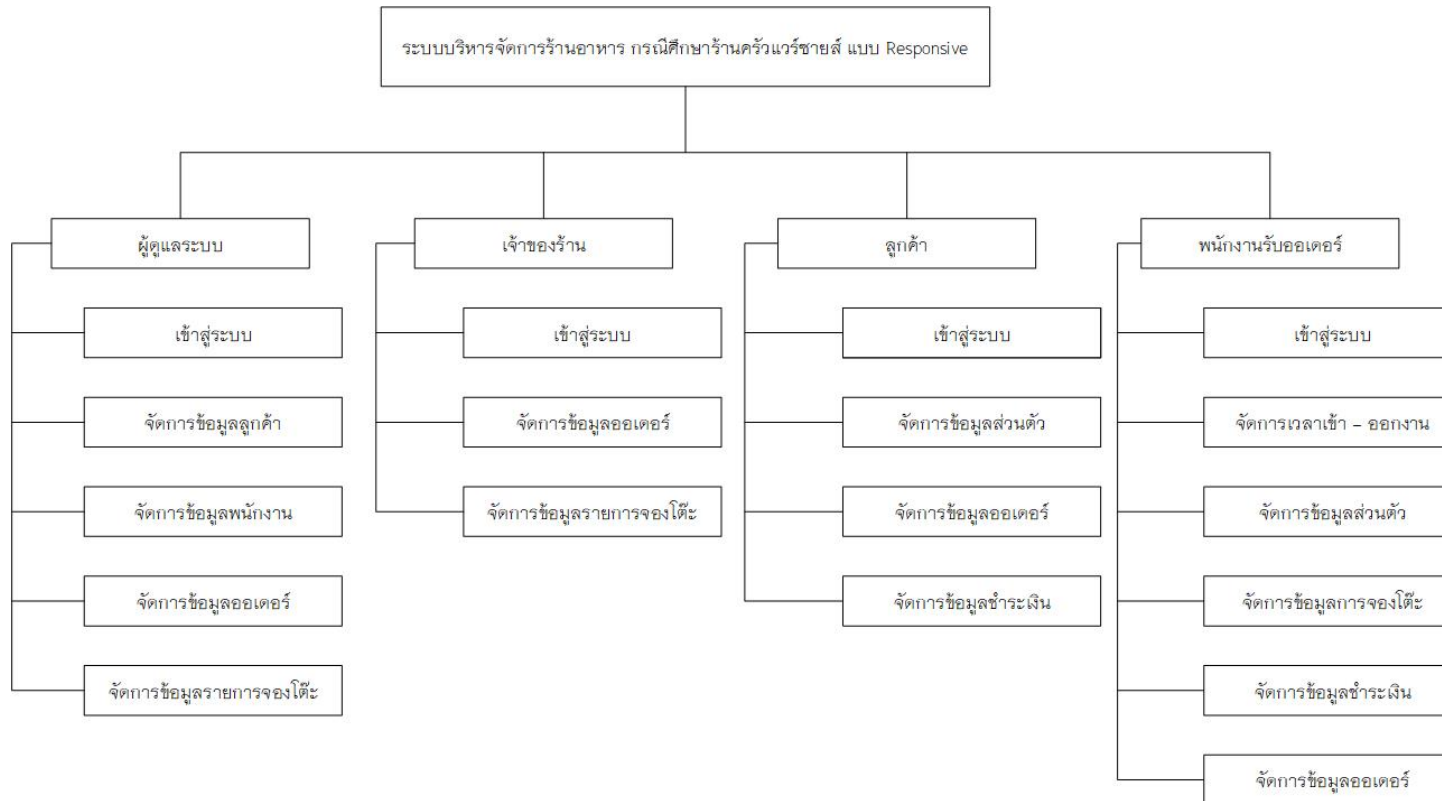 ระบบบริหารจัดการร้านอาหาร กรณีศึกษาร้านครัวแวร์ซายส์ แบบ Responsive
ผู้ดูแลระบบ
เข้าสู่ระบบ
จัดการข้อมูลลูกค้า
จัดการข้อมูลพนักงาน
จัดการข้อมูลออเดอร์
จัดการข้อมูลรายการจองโต๊ะ
เจ้าของร้าน
เข้าสู่ระบบ
จัดการข้อมูลออเดอร์
จัดการข้อมูลรายการจองโต๊ะ
ลูกค้า
เข้าสู่ระบบ
จัดการข้อมูลส่วนตัว
จัดการข้อมูลออเดอร์
จัดการข้อมูลชำระเงิน
พนักงานรับออเดอร์
เข้าสู่ระบบ
จัดการเวลาเข้า – ออกงาน
จัดการข้อมูลส่วนตัว
จัดการข้อมูลการจองโต๊ะ
จัดการข้อมูลชำระเงิน
จัดการข้อมูลออเดอร์